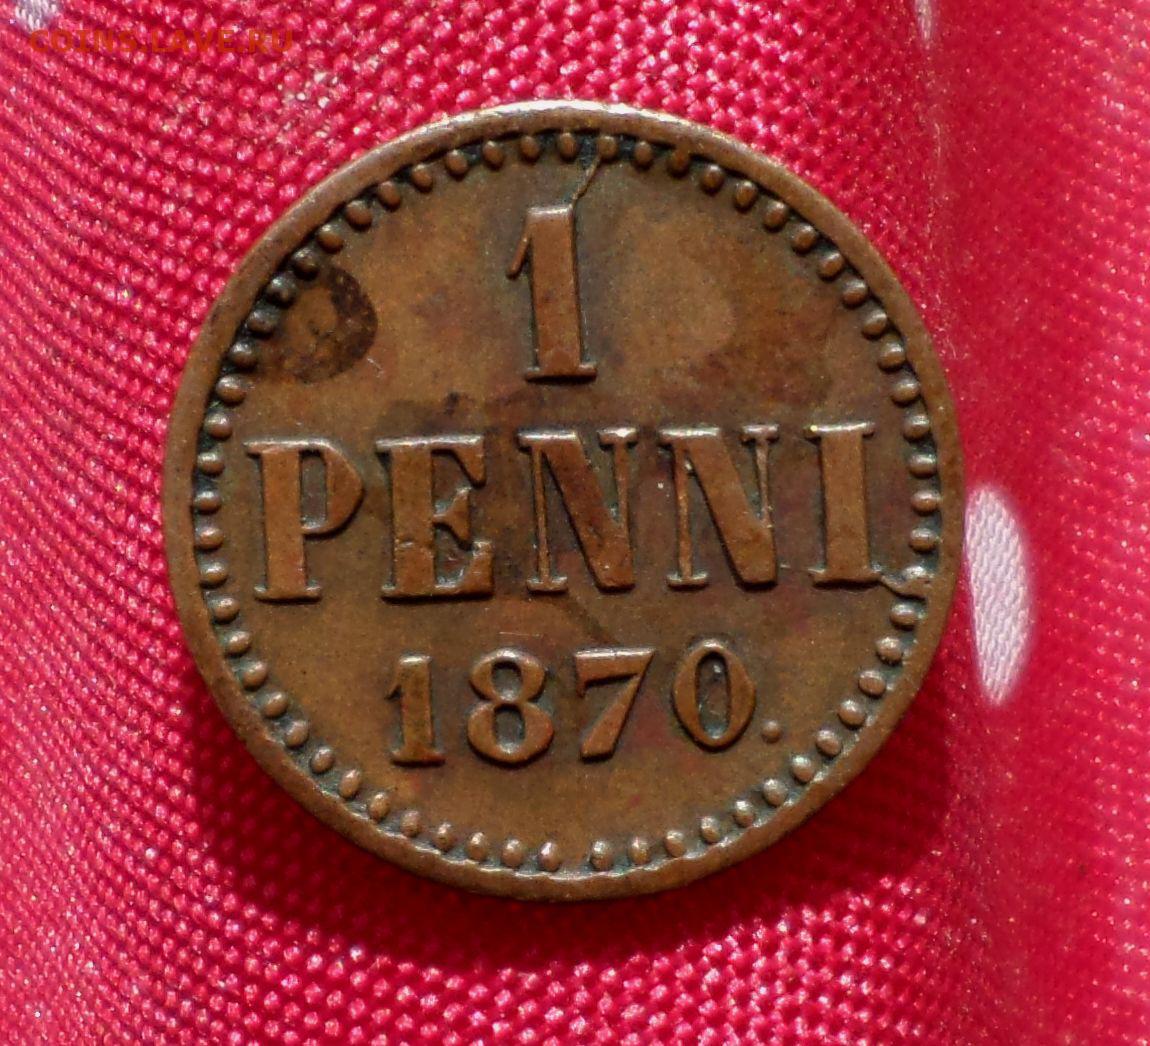 COINS.LAVE.RU
1
PENNI
1870.